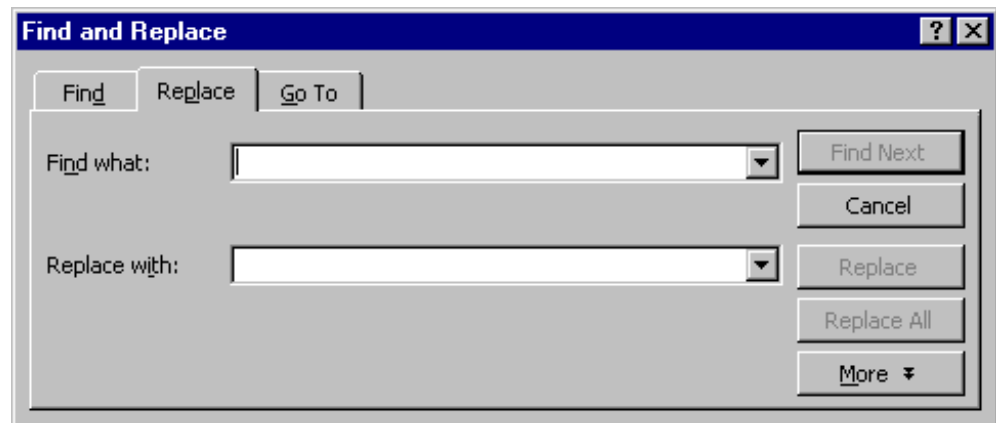 Find and Replace
Find Replace Go To
Find what: Find Next
Cancel
Replace with: Replace
Replace All
More